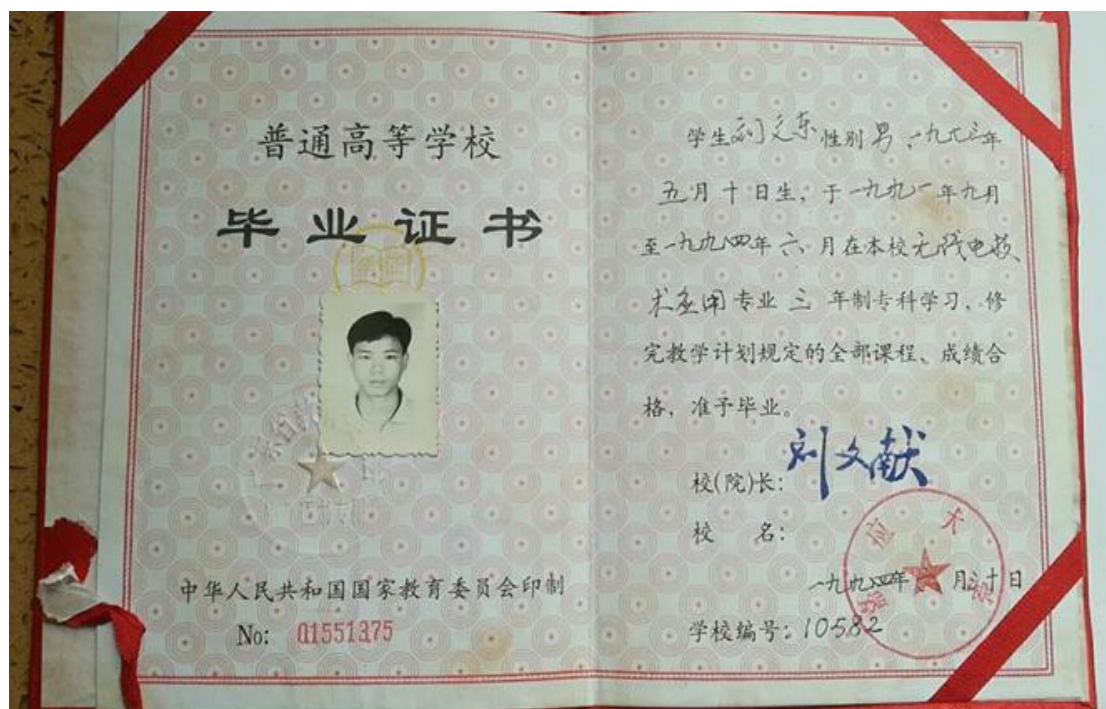 普通高等学校
毕业证书
中华人民共和国国家教育委员会印制
No: 01551375
学生刘文东性别男，一九七三年
五月十日生，于一九九一年九月
至一九九四年六月在本校无线电技
术应用专业三年制专科学习，修
完教学计划规定的全部课程、成绩合
格，准予毕业。
校(院)长：刘文献
校 名：
一九九四年 月三十日
学校编号：10582